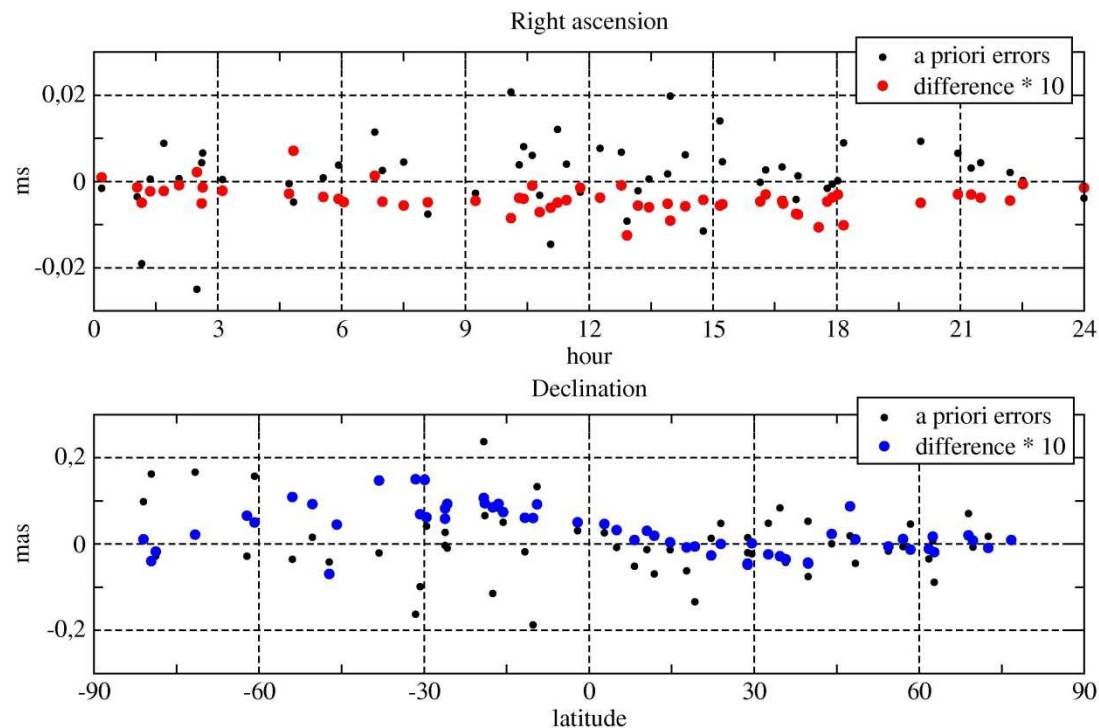 Right ascension
a priori errors
difference * 10
0,02
0
-0,02
ms
0 3 6 9 12 15 18 21 24
hour
Declination
a priori errors
difference * 10
0,2
0
-0,2
mas
-90 -60 -30 0 30 60 90
latitude